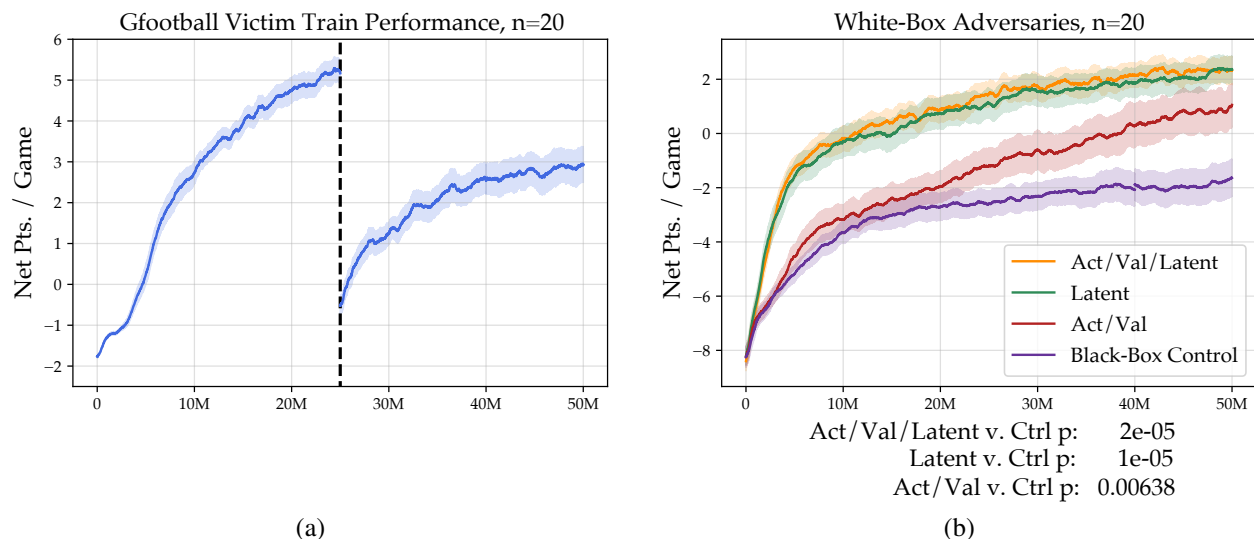 Gfootball Victim Train Performance, n=20
Net Pts. / Game
6
5
4
3
2
1
0
−1
−2
0
10M
20M
30M
40M
50M
(a)
White-Box Adversaries, n=20
Net Pts. / Game
2
0
−2
−4
−6
−8
Act/Val/Latent
Latent
Act/Val
Black-Box Control
0
10M
20M
30M
40M
50M
Act/Val/Latent v. Ctrl p: 2e-05
Latent v. Ctrl p: 1e-05
Act/Val v. Ctrl p: 0.00638
(b)